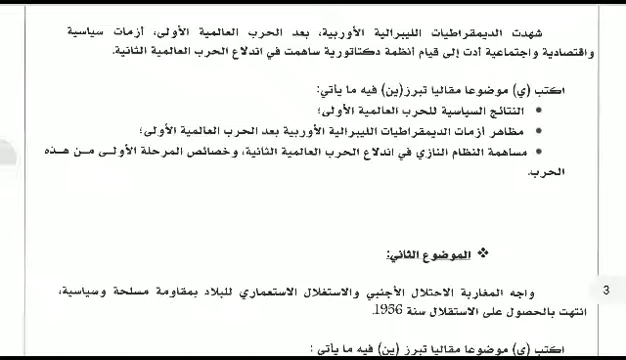 شهدت الديمقراطيات الليبرالية الأوربية، بعد الحرب العالمية الأولى، أزمات سياسية
واقتصادية واجتماعية أدت إلى قيام أنظمة دكتاتورية ساهمت في اندلاع الحرب العالمية الثانية.
اكتب (ي) موضوعا مقاليا تبرز(ين) فيه ما يأتي:
• النتائج السياسية للحرب العالمية الأولى؛
• مظاهر أزمات الديمقراطيات الليبرالية الأوربية بعد الحرب العالمية الأولى؛
• مساهمة النظام النازي في اندلاع الحرب العالمية الثانية، وخصائص المرحلة الأولى من هذه
الحرب.
❖ الموضوع الثاني:
واجه المغاربة الاحتلال الأجنبي والاستغلال الاستعماري للبلاد بمقاومة مسلحة وسياسية،
انتهت بالحصول على الاستقلال سنة 1956.
3
اكتب (ي) موضوعا مقاليا تبرز (ين) فيه ما يأتي :